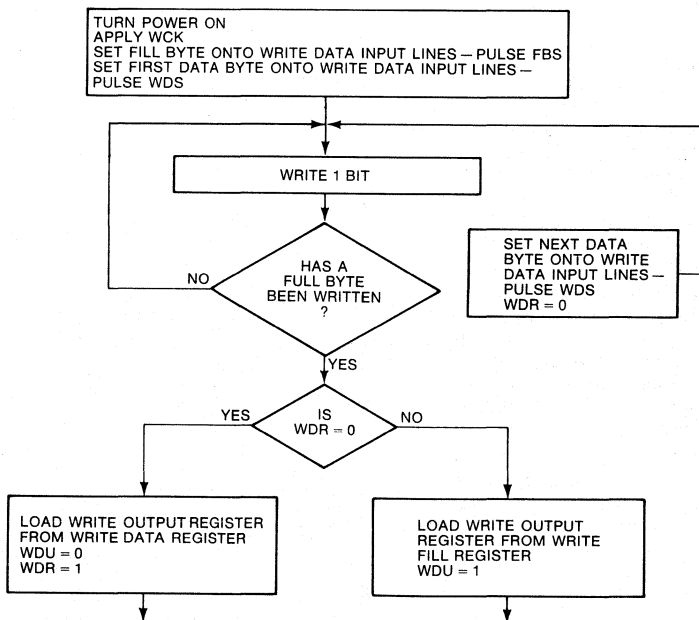 TURN POWER ON
APPLY WCK
SET FILL BYTE ONTO WRITE DATA INPUT LINES — PULSE FBS
SET FIRST DATA BYTE ONTO WRITE DATA INPUT LINES —
PULSE WDS
WRITE 1 BIT
HAS A
FULL BYTE
BEEN WRITTEN
?
NO
YES
SET NEXT DATA
BYTE ONTO WRITE
DATA INPUT LINES —
PULSE WDS
WDR = 0
IS
WDR = 0
YES
NO
LOAD WRITE OUTPUT REGISTER
FROM WRITE DATA REGISTER
WDU = 0
WDR = 1
LOAD WRITE OUTPUT
REGISTER FROM WRITE
FILL REGISTER
WDU = 1